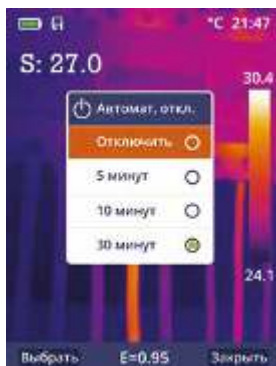 °C 21:47
S: 27.0
30.4
Автомат. откл.
Отключить
5 минут
10 минут
30 минут
24.1
Выбрать E=0.95 Закрыть